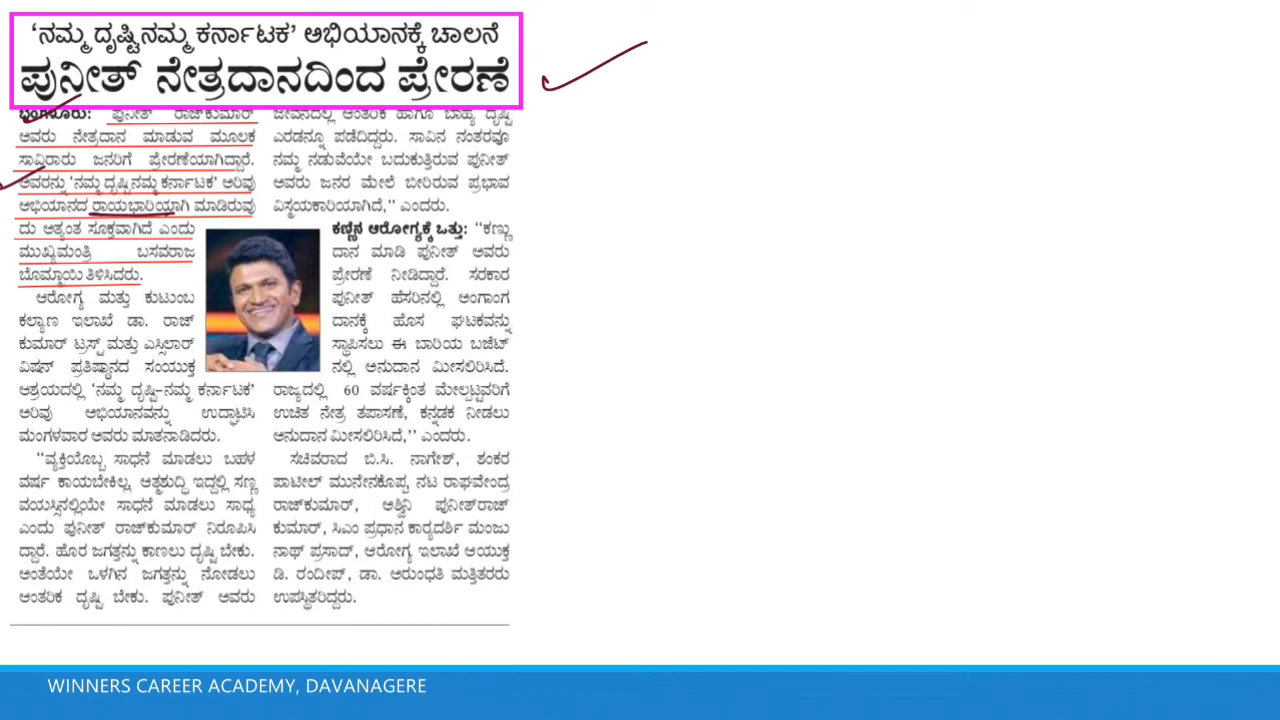 ‘ನಮ್ಮ ದೃಷ್ಟಿನಮ್ಮ ಕರ್ನಾಟಕ’ ಅಭಿಯಾನಕ್ಕೆ ಚಾಲನೆ
ಪುನೀತ್ ನೇತ್ರದಾನದಿಂದ ಪ್ರೇರಣೆ
ಬೆಂಗಳೂರು: ಪುನೀತ್ ರಾಜ್‌ಕುಮಾರ್
ಅವರು ನೇತ್ರದಾನ ಮಾಡುವ ಮೂಲಕ
ಸಾವಿರಾರು ಜನರಿಗೆ ಪ್ರೇರಣೆಯಾಗಿದ್ದಾರೆ.
ಅವರನ್ನು ‘ನಮ್ಮ ದೃಷ್ಟಿನಮ್ಮ ಕರ್ನಾಟಕ’ ಅರಿವು
ಅಭಿಯಾನದ ರಾಯಭಾರಿಯಾಗಿ ಮಾಡಿರುವು
ದು ಅತ್ಯಂತ ಸೂಕ್ತವಾಗಿದೆ ಎಂದು
ಮುಖ್ಯಮಂತ್ರಿ ಬಸವರಾಜ
ಬೊಮ್ಮಾಯಿ ತಿಳಿಸಿದರು.
ಆರೋಗ್ಯ ಮತ್ತು ಕುಟುಂಬ
ಕಲ್ಯಾಣ ಇಲಾಖೆ ಡಾ. ರಾಜ್
ಕುಮಾರ್ ಟ್ರಸ್ಟ್ ಮತ್ತು ಎಸ್ಸಿಲಾರ್
ವಿಷನ್ ಪ್ರತಿಷ್ಠಾನದ ಸಂಯುಕ್ತ
ಆಶ್ರಯದಲ್ಲಿ ‘ನಮ್ಮ ದೃಷ್ಟಿ-ನಮ್ಮ ಕರ್ನಾಟಕ’
ಅರಿವು ಅಭಿಯಾನವನ್ನು ಉದ್ಘಾಟಿಸಿ
ಮಂಗಳವಾರ ಅವರು ಮಾತನಾಡಿದರು.
‘‘ವ್ಯಕ್ತಿಯೊಬ್ಬ ಸಾಧನೆ ಮಾಡಲು ಬಹಳ
ವರ್ಷ ಕಾಯಬೇಕಿಲ್ಲ. ಆತ್ಮಶುದ್ಧಿ ಇದ್ದಲ್ಲಿ ಸಣ್ಣ
ವಯಸ್ಸಿನಲ್ಲಿಯೇ ಸಾಧನೆ ಮಾಡಲು ಸಾಧ್ಯ
ಎಂದು ಪುನೀತ್ ರಾಜ್‌ಕುಮಾರ್ ನಿರೂಪಿಸಿ
ದ್ದಾರೆ. ಹೊರ ಜಗತ್ತನ್ನು ಕಾಣಲು ದೃಷ್ಟಿ ಬೇಕು.
ಅಂತೆಯೇ ಒಳಗಿನ ಜಗತ್ತನ್ನು ನೋಡಲು
ಆಂತರಿಕ ದೃಷ್ಟಿ ಬೇಕು. ಪುನೀತ್ ಅವರು
ಜೀವನದಲ್ಲಿ ಆಂತರಿಕ ಹಾಗೂ ಬಾಹ್ಯ ದೃಷ್ಟಿ
ಎರಡನ್ನೂ ಪಡೆದಿದ್ದರು. ಸಾವಿನ ನಂತರವೂ
ನಮ್ಮ ನಡುವೆಯೇ ಬದುಕುತ್ತಿರುವ ಪುನೀತ್
ಅವರು ಜನರ ಮೇಲೆ ಬೀರಿರುವ ಪ್ರಭಾವ
ವಿಸ್ಮಯಕಾರಿಯಾಗಿದೆ,’’ ಎಂದರು.
ಕಣ್ಣಿನ ಆರೋಗ್ಯಕ್ಕೆ ಒತ್ತು: ‘‘ಕಣ್ಣು
ದಾನ ಮಾಡಿ ಪುನೀತ್ ಅವರು
ಪ್ರೇರಣೆ ನೀಡಿದ್ದಾರೆ. ಸರಕಾರ
ಪುನೀತ್ ಹೆಸರಿನಲ್ಲಿ ಅಂಗಾಂಗ
ದಾನಕ್ಕೆ ಹೊಸ ಘಟಕವನ್ನು
ಸ್ಥಾಪಿಸಲು ಈ ಬಾರಿಯ ಬಜೆಟ್
ನಲ್ಲಿ ಅನುದಾನ ಮೀಸಲಿರಿಸಿದೆ.
ರಾಜ್ಯದಲ್ಲಿ 60 ವರ್ಷಕ್ಕಿಂತ ಮೇಲ್ಪಟ್ಟವರಿಗೆ
ಉಚಿತ ನೇತ್ರ ತಪಾಸಣೆ, ಕನ್ನಡಕ ನೀಡಲು
ಅನುದಾನ ಮೀಸಲಿರಿಸಿದೆ,’’ ಎಂದರು.
ಸಚಿವರಾದ ಬಿ.ಸಿ. ನಾಗೇಶ್, ಶಂಕರ
ಪಾಟೀಲ್ ಮುನೇನಕೊಪ್ಪ, ನಟ ರಾಘವೇಂದ್ರ
ರಾಜ್‌ಕುಮಾರ್, ಅಶ್ವಿನಿ ಪುನೀತ್‌ರಾಜ್
ಕುಮಾರ್, ಸಿಎಂ ಪ್ರಧಾನ ಕಾರ್‍ಯದರ್ಶಿ ಮಂಜು
ನಾಥ್ ಪ್ರಸಾದ್, ಆರೋಗ್ಯ ಇಲಾಖೆ ಆಯುಕ್ತ
ಡಿ. ರಂದೀಪ್, ಡಾ. ಅರುಂಧತಿ ಮತ್ತಿತರರು
ಉಪಸ್ಥಿತರಿದ್ದರು.
WINNERS CAREER ACADEMY, DAVANAGERE